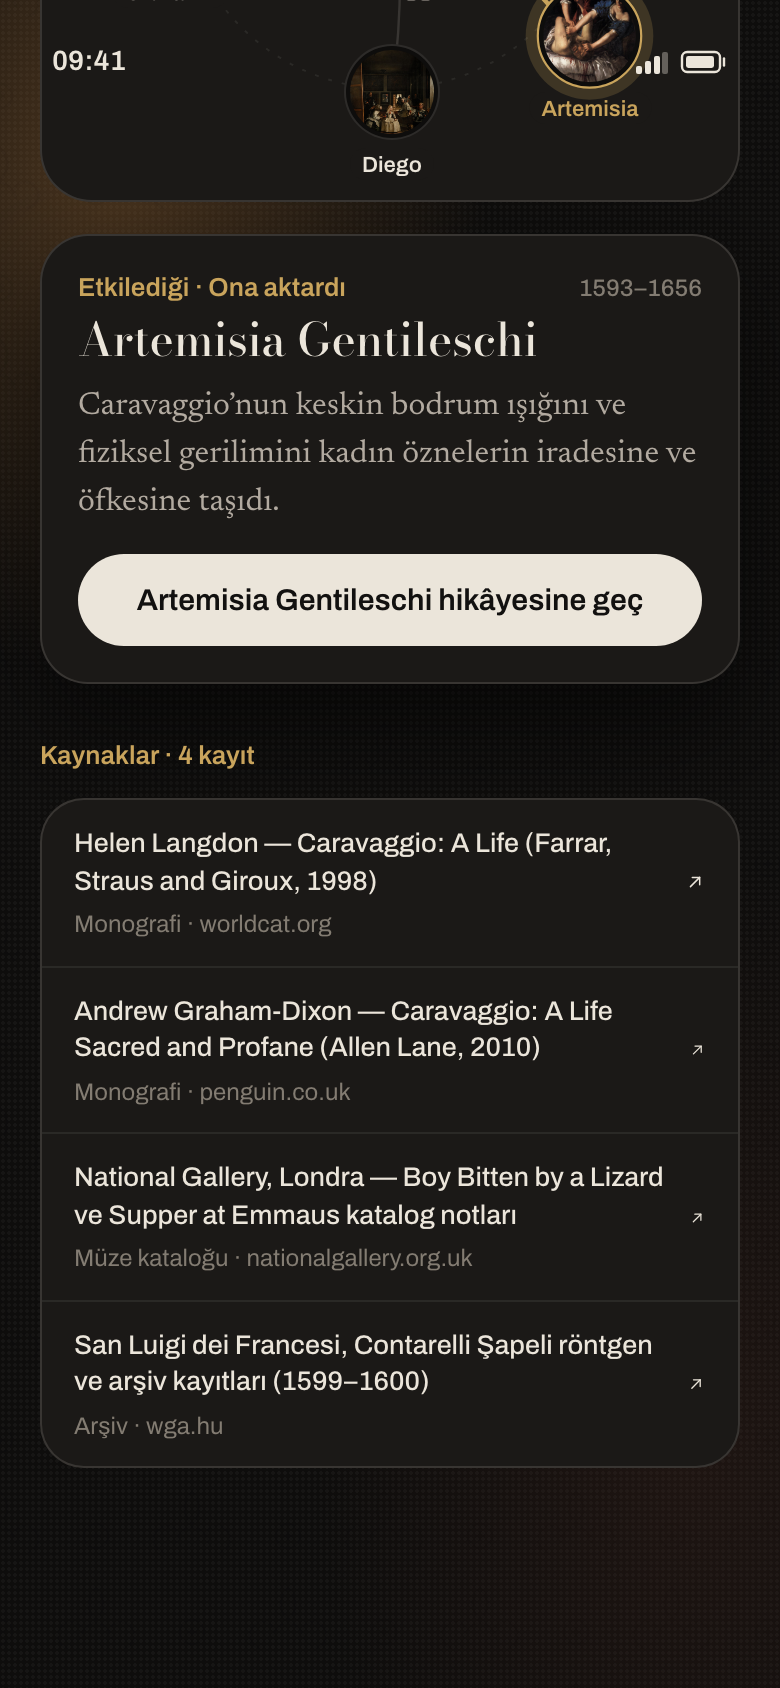 09:41
Artemisia
Diego
Etkilediği · Ona aktardı
1593–1656
Artemisia Gentileschi
Caravaggio’nun keskin bodrum ışığını ve
fiziksel gerilimini kadın öznelerin iradesine ve
öfkesine taşıdı.
Artemisia Gentileschi hikâyesine geç
Kaynaklar · 4 kayıt
Helen Langdon — Caravaggio: A Life (Farrar,
Straus and Giroux, 1998)
Monografi · worldcat.org
Andrew Graham-Dixon — Caravaggio: A Life
Sacred and Profane (Allen Lane, 2010)
Monografi · penguin.co.uk
National Gallery, Londra — Boy Bitten by a Lizard
ve Supper at Emmaus katalog notları
Müze kataloğu · nationalgallery.org.uk
San Luigi dei Francesi, Contarelli Şapeli röntgen
ve arşiv kayıtları (1599–1600)
Arşiv · wga.hu